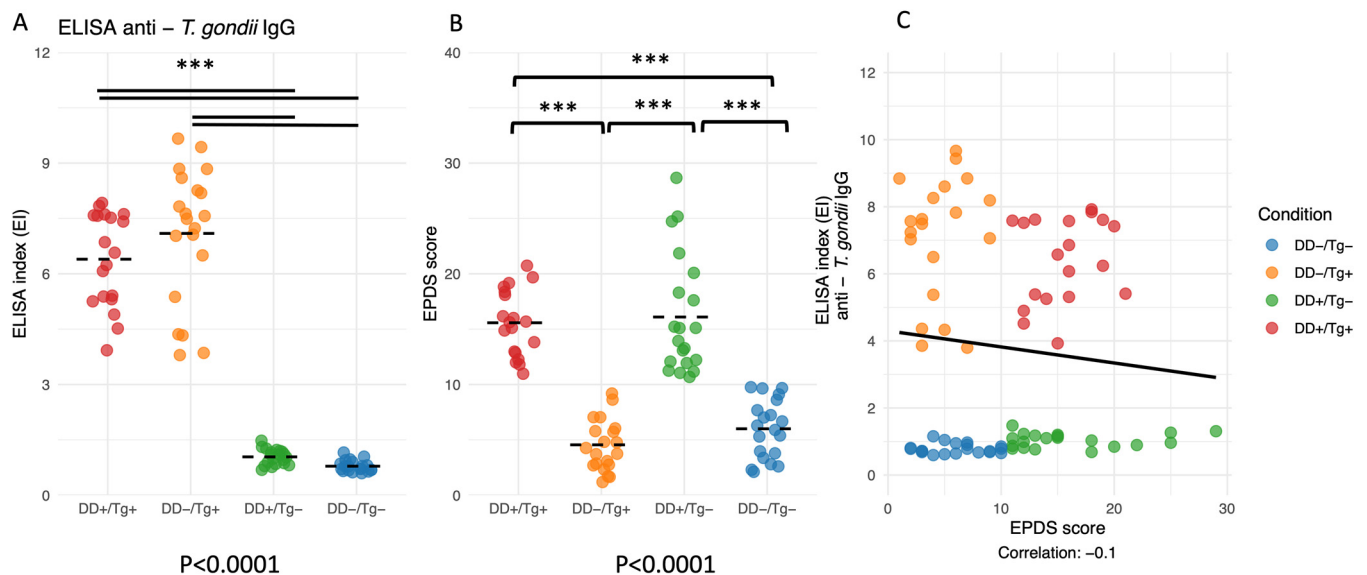 A
ELISA anti – T. gondii IgG
ELISA index (EI)
12
9
6
3
0
***
DD+/Tg+
DD−/Tg+
DD+/Tg−
DD−/Tg−
P<0.0001
B
EPDS score
40
30
20
10
0
***
***
***
***
DD+/Tg+
DD−/Tg+
DD+/Tg−
DD−/Tg−
P<0.0001
C
ELISA index (EI)
anti – T. gondii IgG
12
10
8
6
4
2
0
0
10
20
30
EPDS score
Correlation: −0.1
Condition
DD−/Tg−
DD−/Tg+
DD+/Tg−
DD+/Tg+